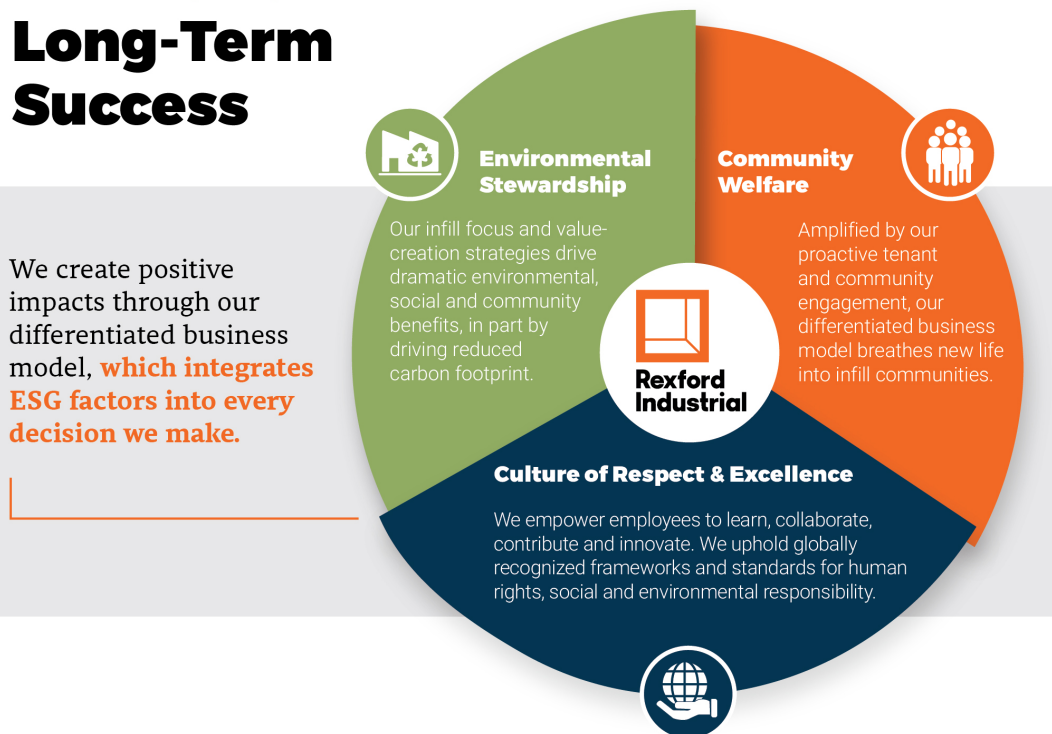 Long-Term
Success
We create positive
impacts through our
differentiated business
model, which integrates
ESG factors into every
decision we make.
Environmental
Stewardship
Our infill focus and value-
creation strategies drive
dramatic environmental,
social and community
benefits, in part by
driving reduced
carbon footprint.
Community
Welfare
Amplified by our
proactive tenant
and community
engagement, our
differentiated business
model breathes new life
into infill communities.
Rexford
Industrial
Culture of Respect & Excellence
We empower employees to learn, collaborate,
contribute and innovate. We uphold globally
recognized frameworks and standards for human
rights, social and environmental responsibility.